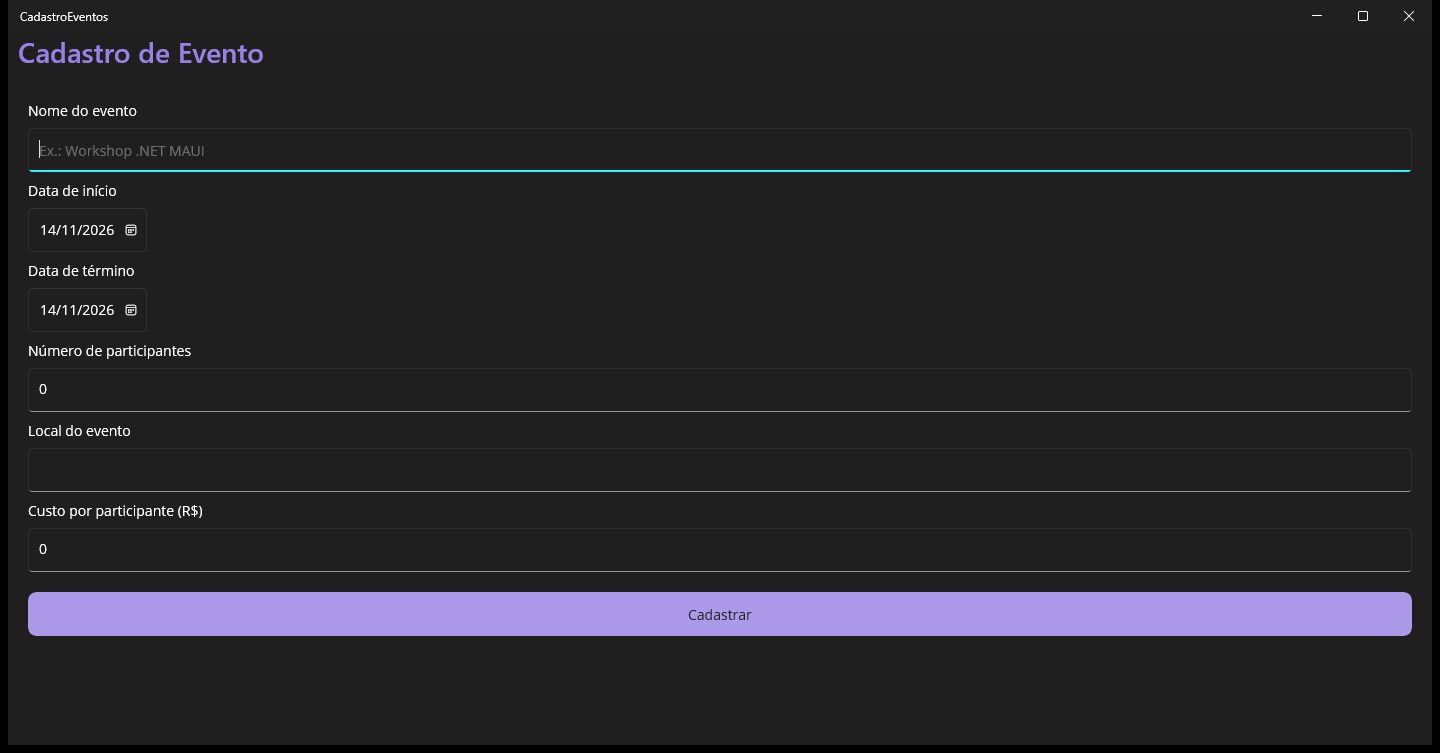 CadastroEventos
Cadastro de Evento
Nome do evento
Ex.: Workshop .NET MAUI
Data de início
14/11/2026
Data de término
14/11/2026
Número de participantes
0
Local do evento
Custo por participante (R$)
0
Cadastrar